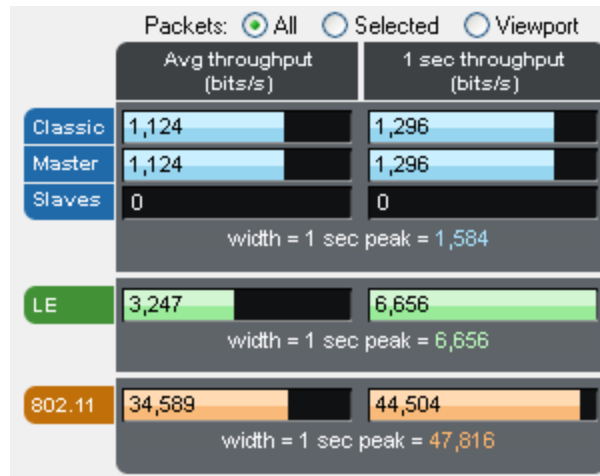 Packets: All Selected Viewport
Avg throughput (bits/s) 1 sec throughput (bits/s)
Classic 1,124 1,296
Master 1,124 1,296
Slaves 0 0
width = 1 sec peak = 1,584
LE 3,247 6,656
width = 1 sec peak = 6,656
802.11 34,589 44,504
width = 1 sec peak = 47,816